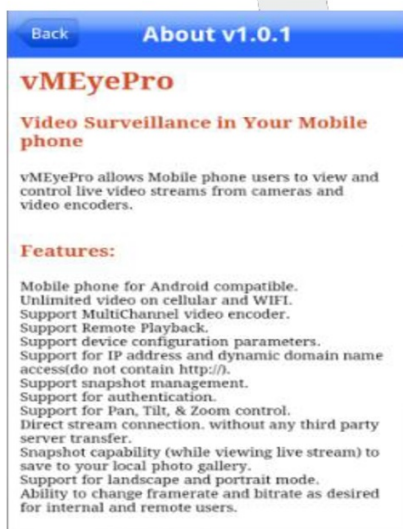 Back
About v1.0.1
vMEyePro
Video Surveillance in Your Mobile
phone
vMEyePro allows Mobile phone users to view and
control live video streams from cameras and
video encoders.
Features:
Mobile phone for Android compatible.
Unlimited video on cellular and WIFI.
Support MultiChannel video encoder.
Support Remote Playback.
Support device configuration parameters.
Support for IP address and dynamic domain name
access(do not contain http://).
Support snapshot management.
Support for authentication.
Support for Pan, Tilt, & Zoom control.
Direct stream connection. without any third party
server transfer.
Snapshot capability (while viewing live stream) to
save to your local photo gallery.
Support for landscape and portrait mode.
Ability to change framerate and bitrate as desired
for internal and remote users.